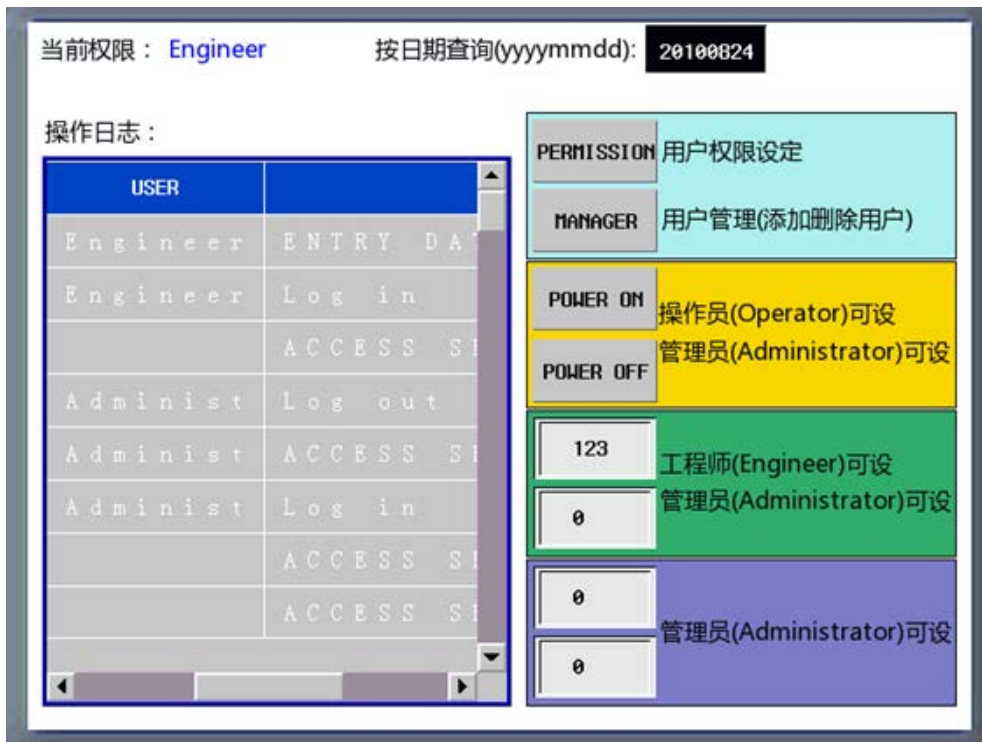 当前权限： Engineer 按日期查询(yyyymmdd): 20100824
操作日志：
USER
Engineer ENTRY DAT
Engineer Log in
ACCESS
Administ Log out
Administ ACCESS
Administ Log in
ACCESS
ACCESS
PERMISSION 用户权限设定
MANAGER 用户管理(添加删除用户)
POWER ON 操作员(Operator)可设
管理员(Administrator)可设
POWER OFF
123 工程师(Engineer)可设
管理员(Administrator)可设
0
0
管理员(Administrator)可设
0